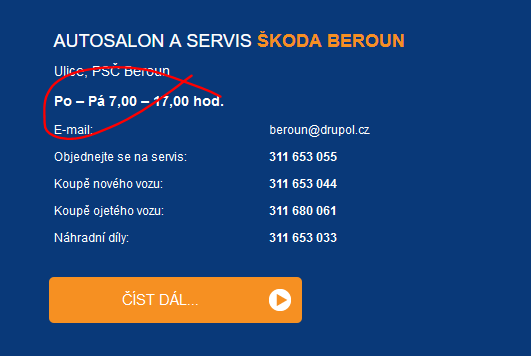 AUTOSALON A SERVIS ŠKODA BEROUN
Ulice, PSČ Beroun
Po – Pá 7,00 – 17,00 hod.
E-mail: beroun@drupol.cz
Objednejte se na servis: 311 653 055
Koupě nového vozu: 311 653 044
Koupě ojetého vozu: 311 680 061
Náhradní díly: 311 653 033
ČÍST DÁL...